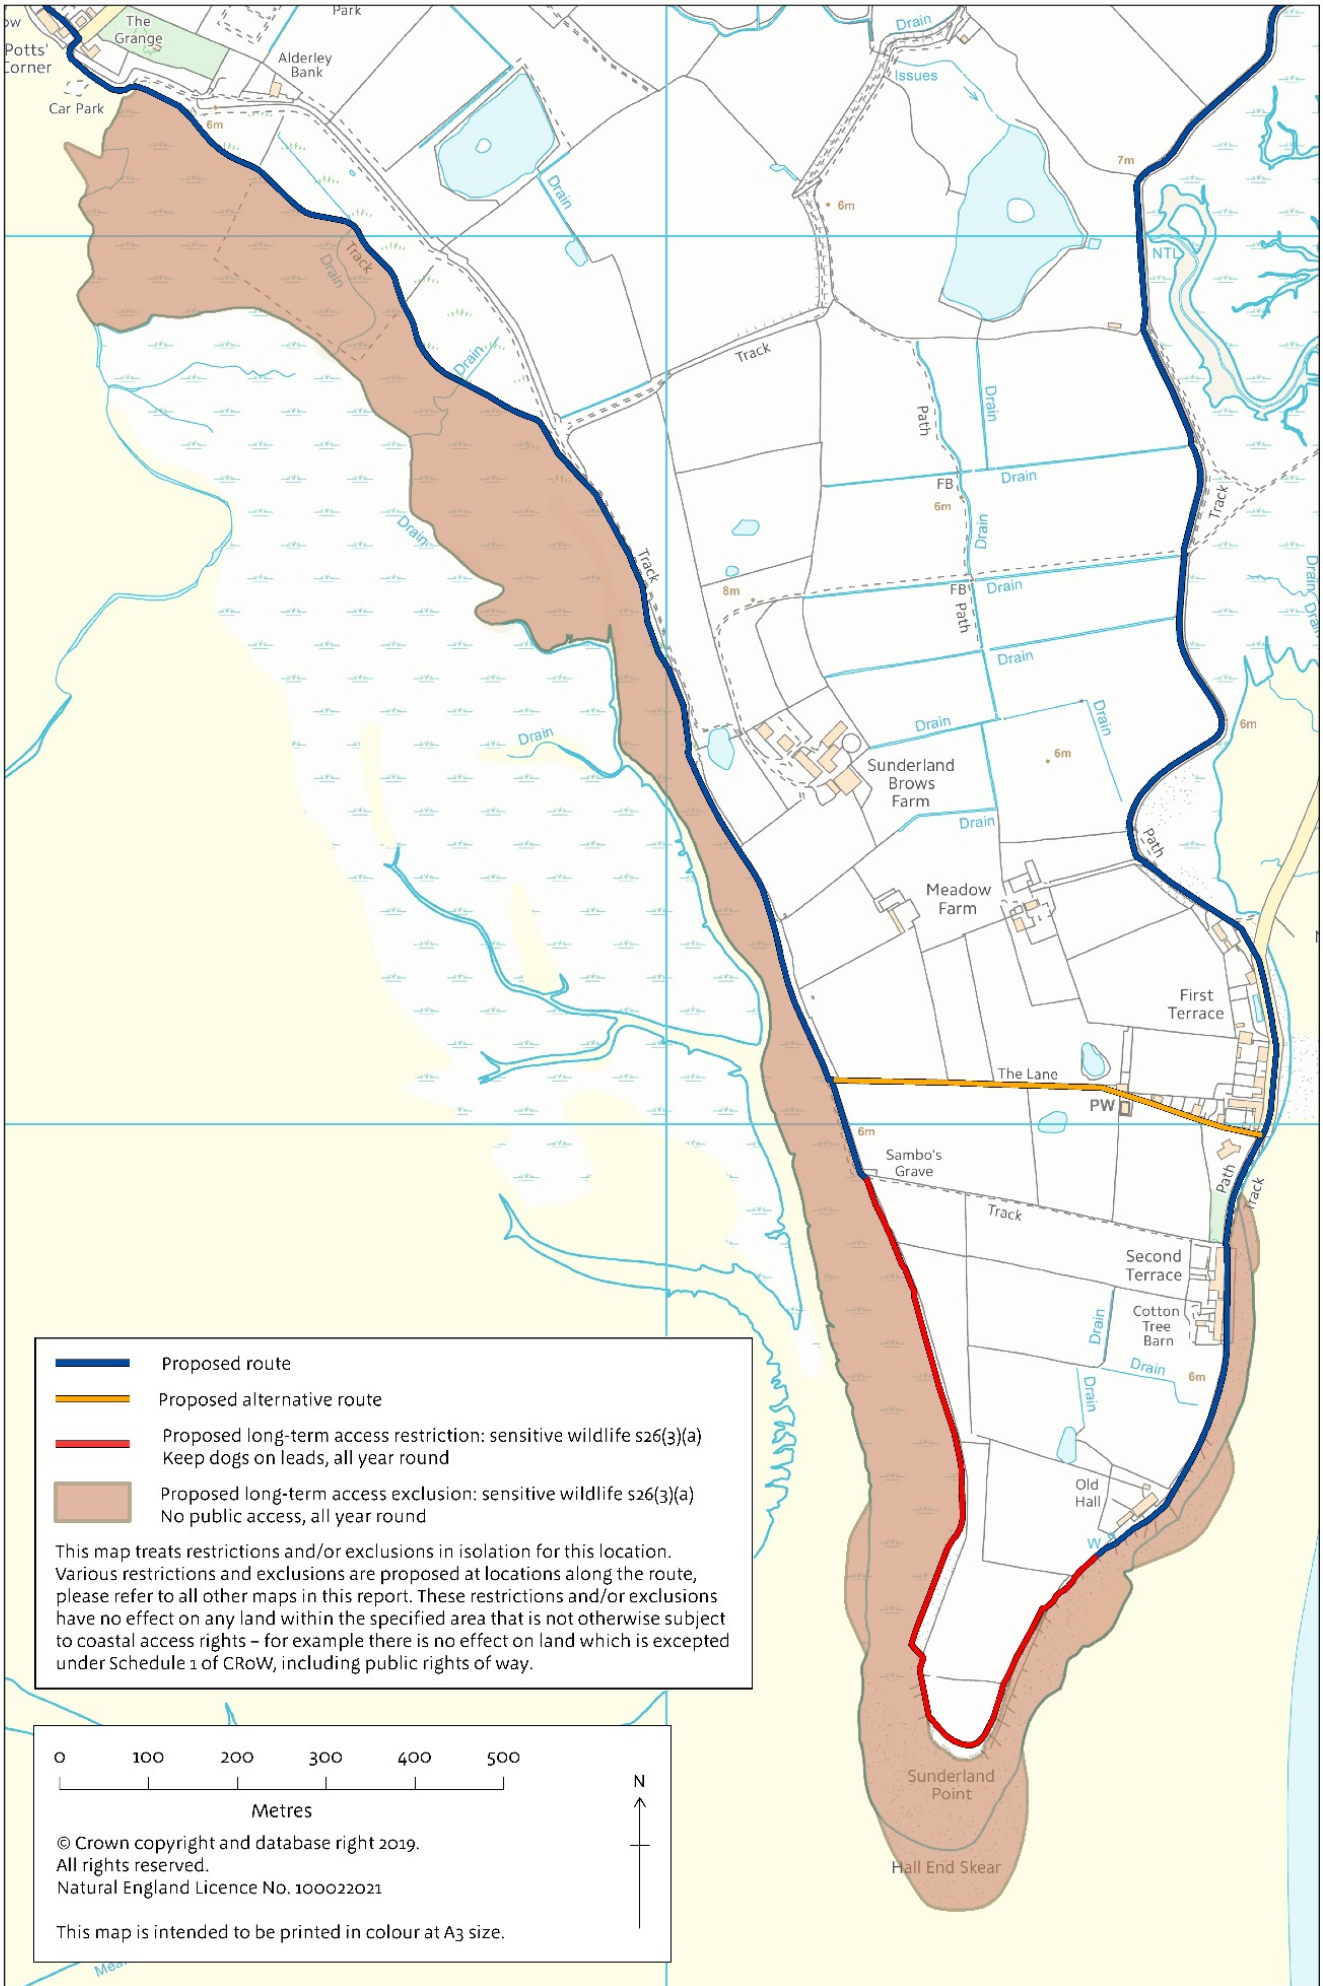 Park
Drain
The
Grange
Potts'
Corner
Alderley
Bank
Issues
Car Park
6m
7m
Drain
6m
NTL
Track
Drain
Drain
Track
Path
Drain
FB
Drain
6m
Track
Drain
Drain
Track
8m
FB
Drain
Path
Drain
Drain
Drain
Drain
Drain
6m
6m
Drain
Sunderland
Brows
Farm
Drain
Path
Meadow
Farm
First
Terrace
The Lane
PW
6m
Sambo's
Grave
Path
Track
Track
Second
Terrace
Cotton
Tree
Barn
Drain
Drain
6m
Drain
Old
Hall
W
Sunderland
Point
Hall End Skear
Proposed route
Proposed alternative route
Proposed long-term access restriction: sensitive wildlife s26(3)(a)
Keep dogs on leads, all year round
Proposed long-term access exclusion: sensitive wildlife s26(3)(a)
No public access, all year round
This map treats restrictions and/or exclusions in isolation for this location.
Various restrictions and exclusions are proposed at locations along the route,
please refer to all other maps in this report. These restrictions and/or exclusions
have no effect on any land within the specified area that is not otherwise subject
to coastal access rights – for example there is no effect on land which is excepted
under Schedule 1 of CRoW, including public rights of way.
0 100 200 300 400 500
Metres
N
© Crown copyright and database right 2019.
All rights reserved.
Natural England Licence No. 100022021
This map is intended to be printed in colour at A3 size.